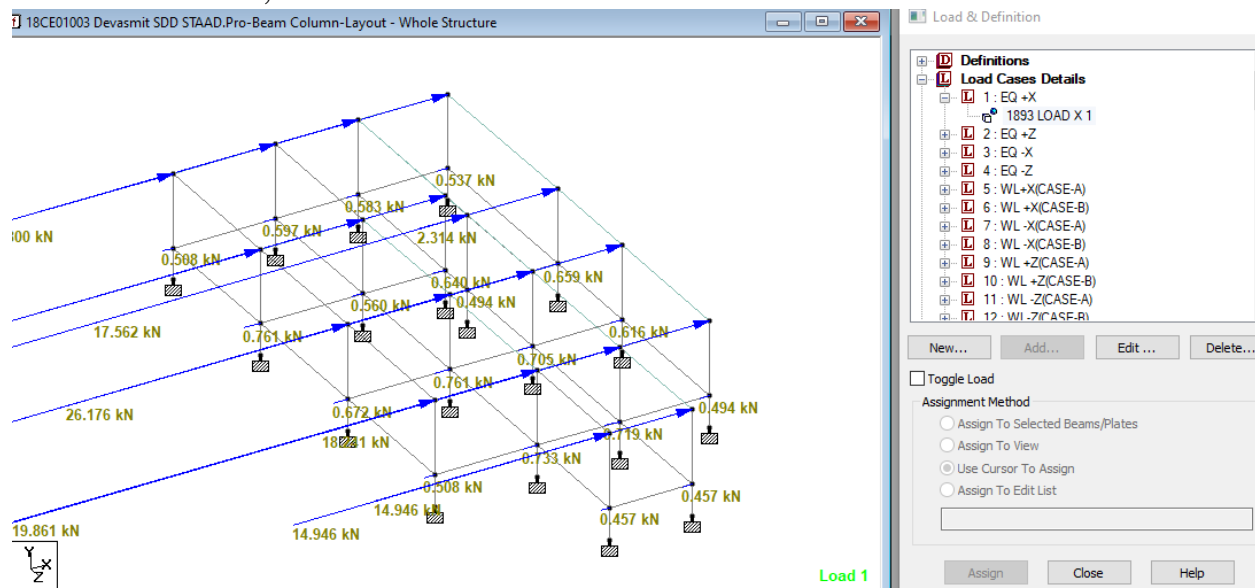 18CE01003 Devasmit SDD STAAD.Pro-Beam Column-Layout - Whole Structure
0.537 kN
0.583 kN
0.597 kN
2.314 kN
0.508 kN
0.659 kN
0.640 kN
0.560 kN
0.494 kN
17.562 kN
0.761 kN
0.616 kN
0.705 kN
0.761 kN
26.176 kN
0.672 kN
0.494 kN
0.719 kN
0.733 kN
0.508 kN
0.457 kN
14.946 kN
0.457 kN
19.861 kN
14.946 kN
Y
X
Z
Load 1
Load & Definition
Definitions
Load Cases Details
1 : EQ +X
1893 LOAD X 1
2 : EQ +Z
3 : EQ -X
4 : EQ -Z
5 : WL+X(CASE-A)
6 : WL +X(CASE-B)
7 : WL -X(CASE-A)
8 : WL -X(CASE-B)
9 : WL +Z(CASE-A)
10 : WL +Z(CASE-B)
11 : WL -Z(CASE-A)
12 : WL -Z(CASE-B)
New... Add... Edit ... Delete...
Toggle Load
Assignment Method
Assign To Selected Beams/Plates
Assign To View
Use Cursor To Assign
Assign To Edit List
Assign Close Help